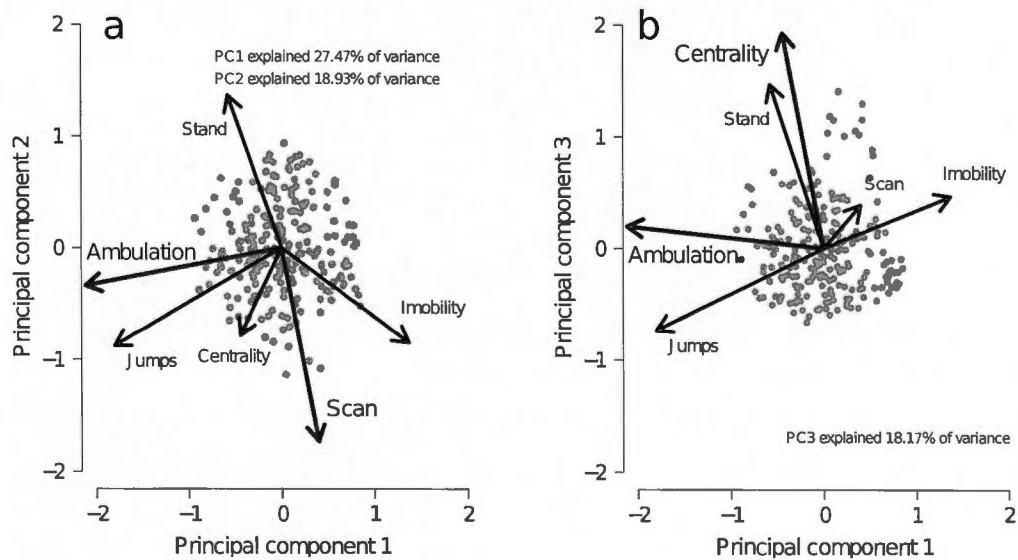 a
PC1 explained 27.47% of variance
PC2 explained 18.93% of variance
Stand
Ambulation
Jumps
Centrality
Imobility
Scan
Principal component 2
2
1
0
−1
−2
−2 −1 0 1 2
Principal component 1
b
Centrality
Stand
Scan
Imobility
Ambulation
Jumps
PC3 explained 18.17% of variance
Principal component 3
2
1
0
−1
−2
−2 −1 0 1 2
Principal component 1